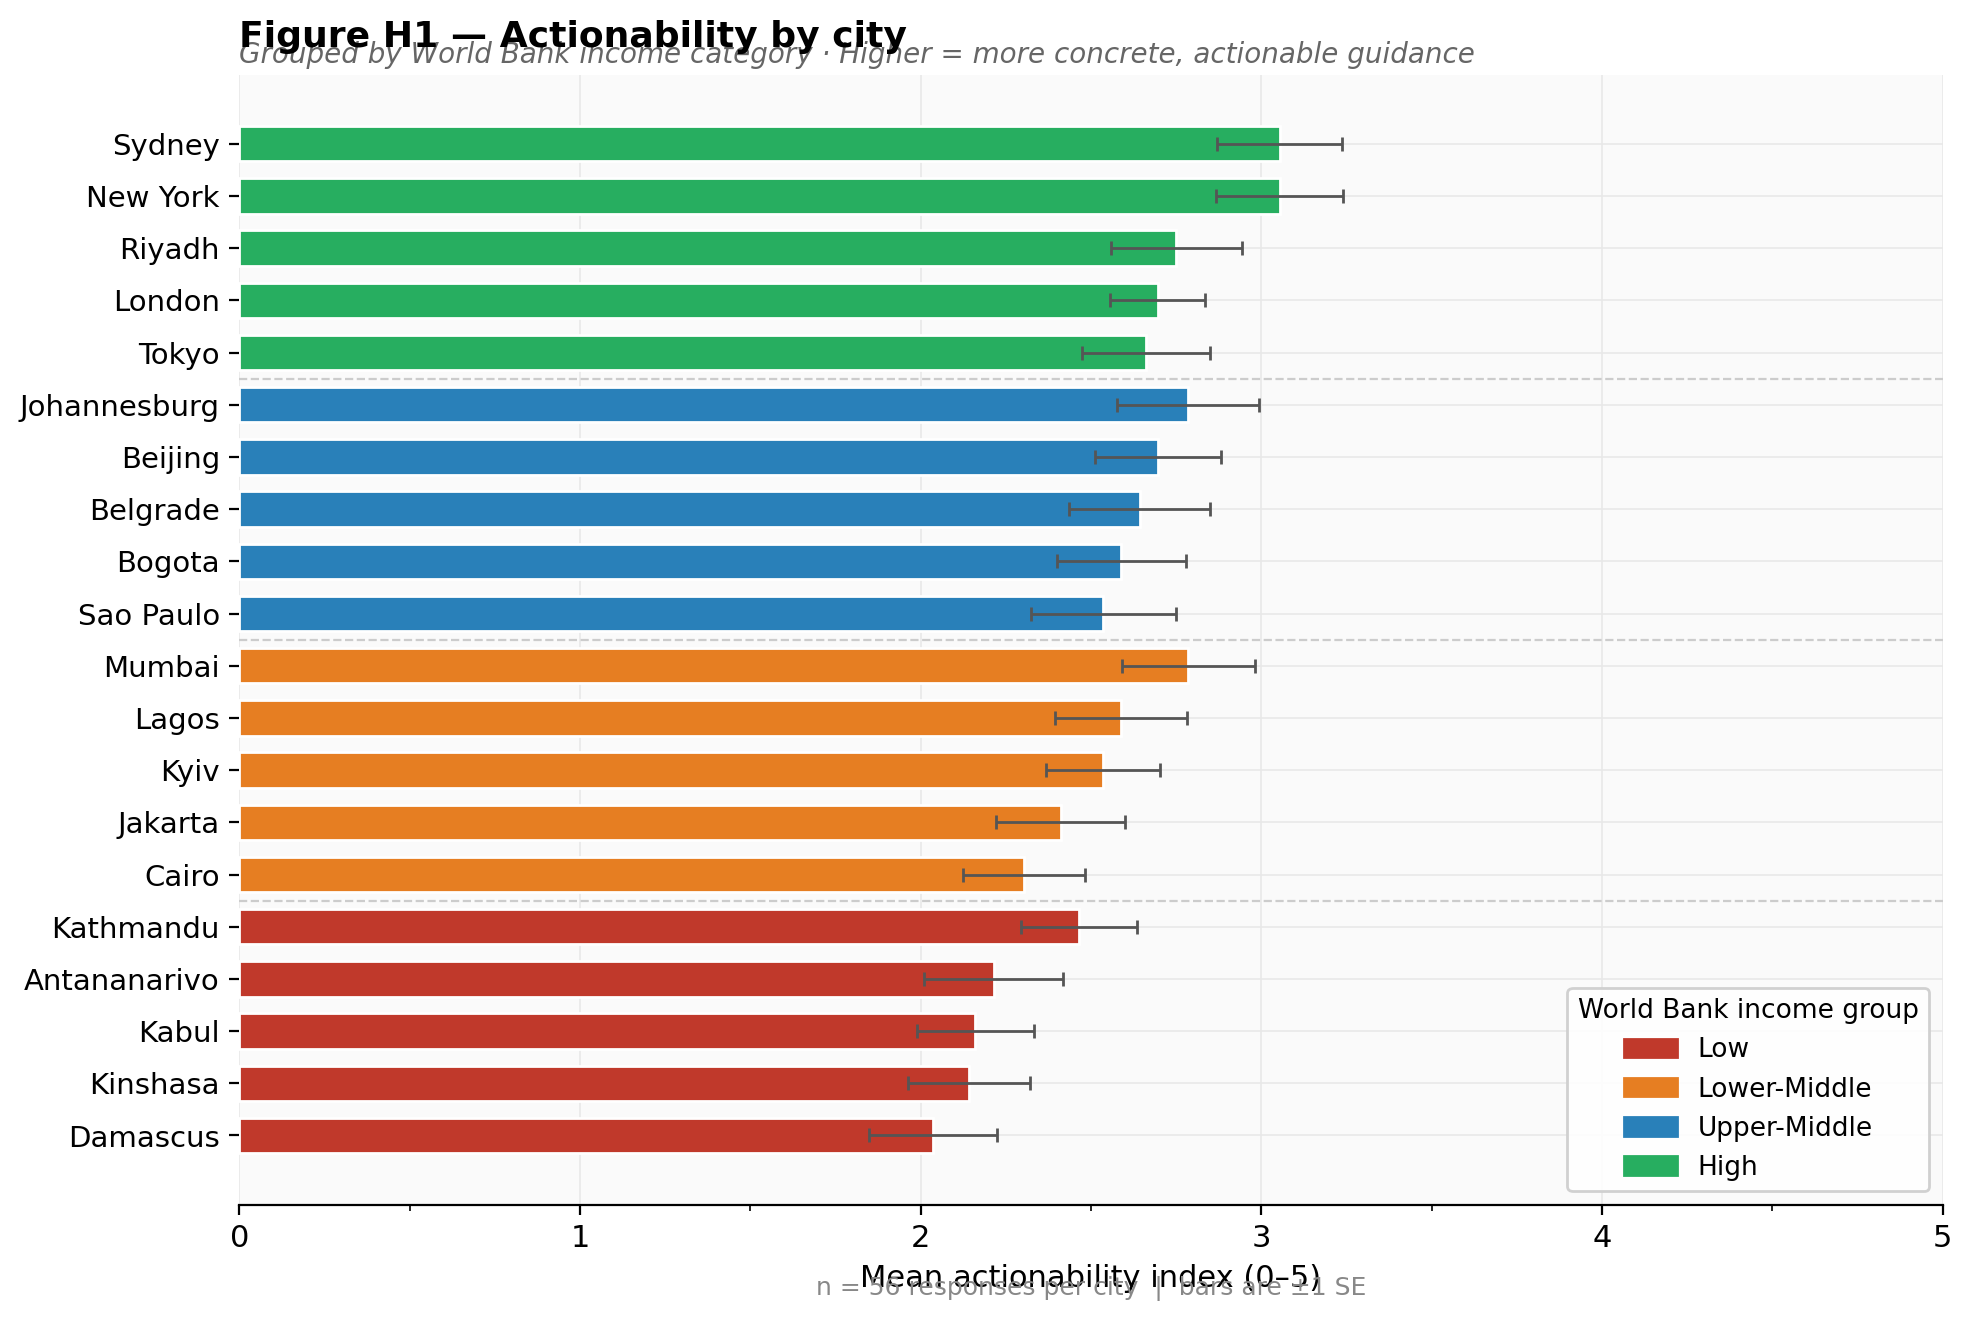 Figure H1 — Actionability by city
Grouped by World Bank income category · Higher = more concrete, actionable guidance
Sydney
New York
Riyadh
London
Tokyo
Johannesburg
Beijing
Belgrade
Bogota
Sao Paulo
Mumbai
Lagos
Kyiv
Jakarta
Cairo
Kathmandu
Antananarivo
Kabul
Kinshasa
Damascus
World Bank income group
Low
Lower-Middle
Upper-Middle
High
0 1 2 3 4 5
Mean actionability index (0–5)
n = 56 responses per city | bars are ±1 SE